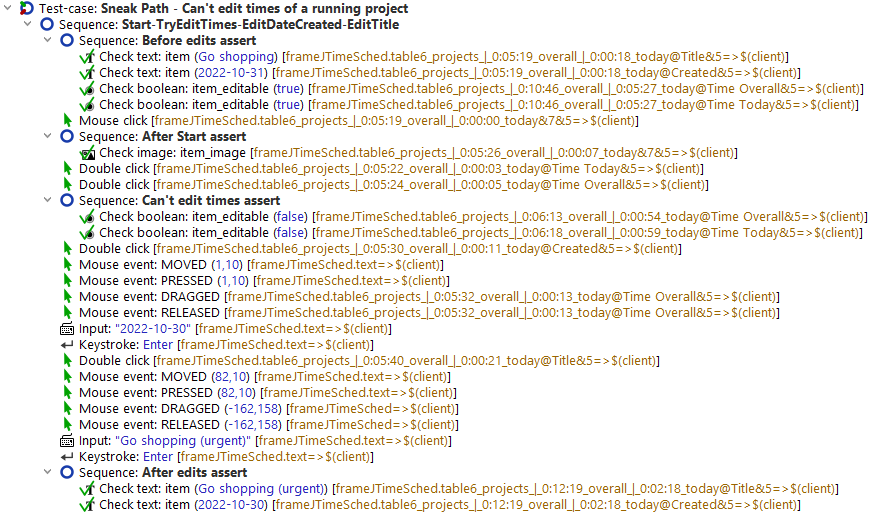 Test-case: Sneak Path - Can't edit times of a running project
Sequence: Start-TryEditTimes-EditDateCreated-EditTitle
Sequence: Before edits assert
Check text: item (Go shopping) [frameJTimeSched.table6_projects_|_0:05:19_overall_|_0:00:18_today@Title&5=>$(client)]
Check text: item (2022-10-31) [frameJTimeSched.table6_projects_|_0:05:19_overall_|_0:00:18_today@Created&5=>$(client)]
Check boolean: item_editable (true) [frameJTimeSched.table6_projects_|_0:10:46_overall_|_0:05:27_today@Time Overall&5=>$(client)]
Check boolean: item_editable (true) [frameJTimeSched.table6_projects_|_0:10:46_overall_|_0:05:27_today@Time Today&5=>$(client)]
Mouse click [frameJTimeSched.table6_projects_|_0:05:19_overall_|_0:00:00_today&7&5=>$(client)]
Sequence: After Start assert
Check image: item_image [frameJTimeSched.table6_projects_|_0:05:26_overall_|_0:00:07_today&7&5=>$(client)]
Double click [frameJTimeSched.table6_projects_|_0:05:22_overall_|_0:00:03_today@Time Today&5=>$(client)]
Double click [frameJTimeSched.table6_projects_|_0:05:24_overall_|_0:00:05_today@Time Overall&5=>$(client)]
Sequence: Can't edit times assert
Check boolean: item_editable (false) [frameJTimeSched.table6_projects_|_0:06:13_overall_|_0:00:54_today@Time Overall&5=>$(client)]
Check boolean: item_editable (false) [frameJTimeSched.table6_projects_|_0:06:18_overall_|_0:00:59_today@Time Today&5=>$(client)]
Double click [frameJTimeSched.table6_projects_|_0:05:30_overall_|_0:00:11_today@Created&5=>$(client)]
Mouse event: MOVED (1,10) [frameJTimeSched.text=>$(client)]
Mouse event: PRESSED (1,10) [frameJTimeSched.text=>$(client)]
Mouse event: DRAGGED [frameJTimeSched.table6_projects_|_0:05:32_overall_|_0:00:13_today@Time Overall&5=>$(client)]
Mouse event: RELEASED [frameJTimeSched.table6_projects_|_0:05:32_overall_|_0:00:13_today@Time Overall&5=>$(client)]
Input: "2022-10-30" [frameJTimeSched.text=>$(client)]
Keystroke: Enter [frameJTimeSched.text=>$(client)]
Double click [frameJTimeSched.table6_projects_|_0:05:40_overall_|_0:00:21_today@Title&5=>$(client)]
Mouse event: MOVED (82,10) [frameJTimeSched.text=>$(client)]
Mouse event: PRESSED (82,10) [frameJTimeSched.text=>$(client)]
Mouse event: DRAGGED (-162,158) [frameJTimeSched=>$(client)]
Mouse event: RELEASED (-162,158) [frameJTimeSched=>$(client)]
Input: "Go shopping (urgent)" [frameJTimeSched.text=>$(client)]
Keystroke: Enter [frameJTimeSched.text=>$(client)]
Sequence: After edits assert
Check text: item (Go shopping (urgent)) [frameJTimeSched.table6_projects_|_0:12:19_overall_|_0:02:18_today@Title&5=>$(client)]
Check text: item (2022-10-30) [frameJTimeSched.table6_projects_|_0:12:19_overall_|_0:02:18_today@Created&5=>$(client)]